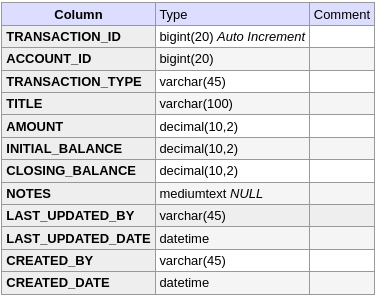 Column Type Comment
TRANSACTION_ID bigint(20) Auto Increment
ACCOUNT_ID bigint(20)
TRANSACTION_TYPE varchar(45)
TITLE varchar(100)
AMOUNT decimal(10,2)
INITIAL_BALANCE decimal(10,2)
CLOSING_BALANCE decimal(10,2)
NOTES mediumtext NULL
LAST_UPDATED_BY varchar(45)
LAST_UPDATED_DATE datetime
CREATED_BY varchar(45)
CREATED_DATE datetime